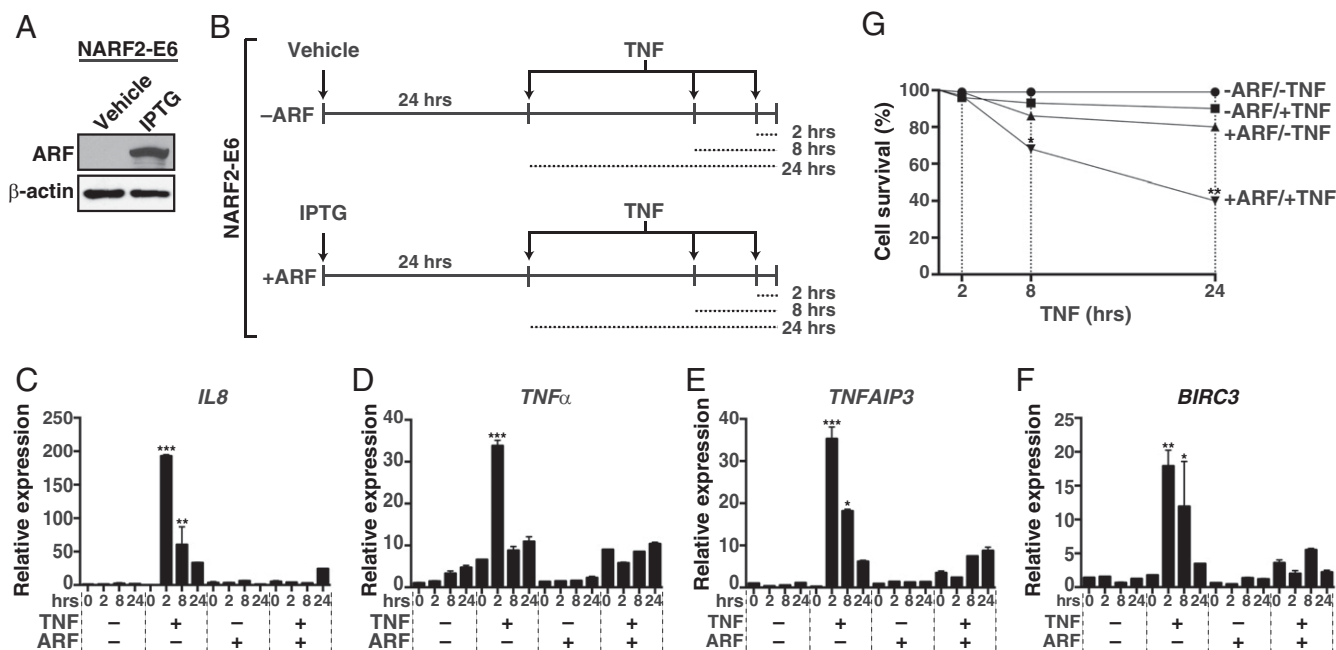 A
NARF2-E6
Vehicle
IPTG
ARF
β-actin
B
NARF2-E6
Vehicle
TNF
24 hrs
–ARF
2 hrs
8 hrs
24 hrs
IPTG
TNF
24 hrs
+ARF
2 hrs
8 hrs
24 hrs
G
Cell survival (%)
100
80
60
40
20
0
*
**
-ARF/-TNF
-ARF/+TNF
+ARF/-TNF
+ARF/+TNF
2 8 24
TNF (hrs)
C
IL8
Relative expression
250
200
150
100
50
0
***
**
hrs 0 2 8 24 0 2 8 24 0 2 8 24 0 2 8 24
TNF – + – +
ARF – – + +
D
TNFα
Relative expression
40
30
20
10
0
***
0 2 8 24 0 2 8 24 0 2 8 24 0 2 8 24
– + – +
– – + +
E
TNFAIP3
Relative expression
40
30
20
10
0
***
*
hrs 0 2 8 24 0 2 8 24 0 2 8 24 0 2 8 24
TNF – + – +
ARF – – + +
F
BIRC3
Relative expression
25
20
15
10
5
0
**
*
0 2 8 24 0 2 8 24 0 2 8 24 0 2 8 24
– + – +
– – + +